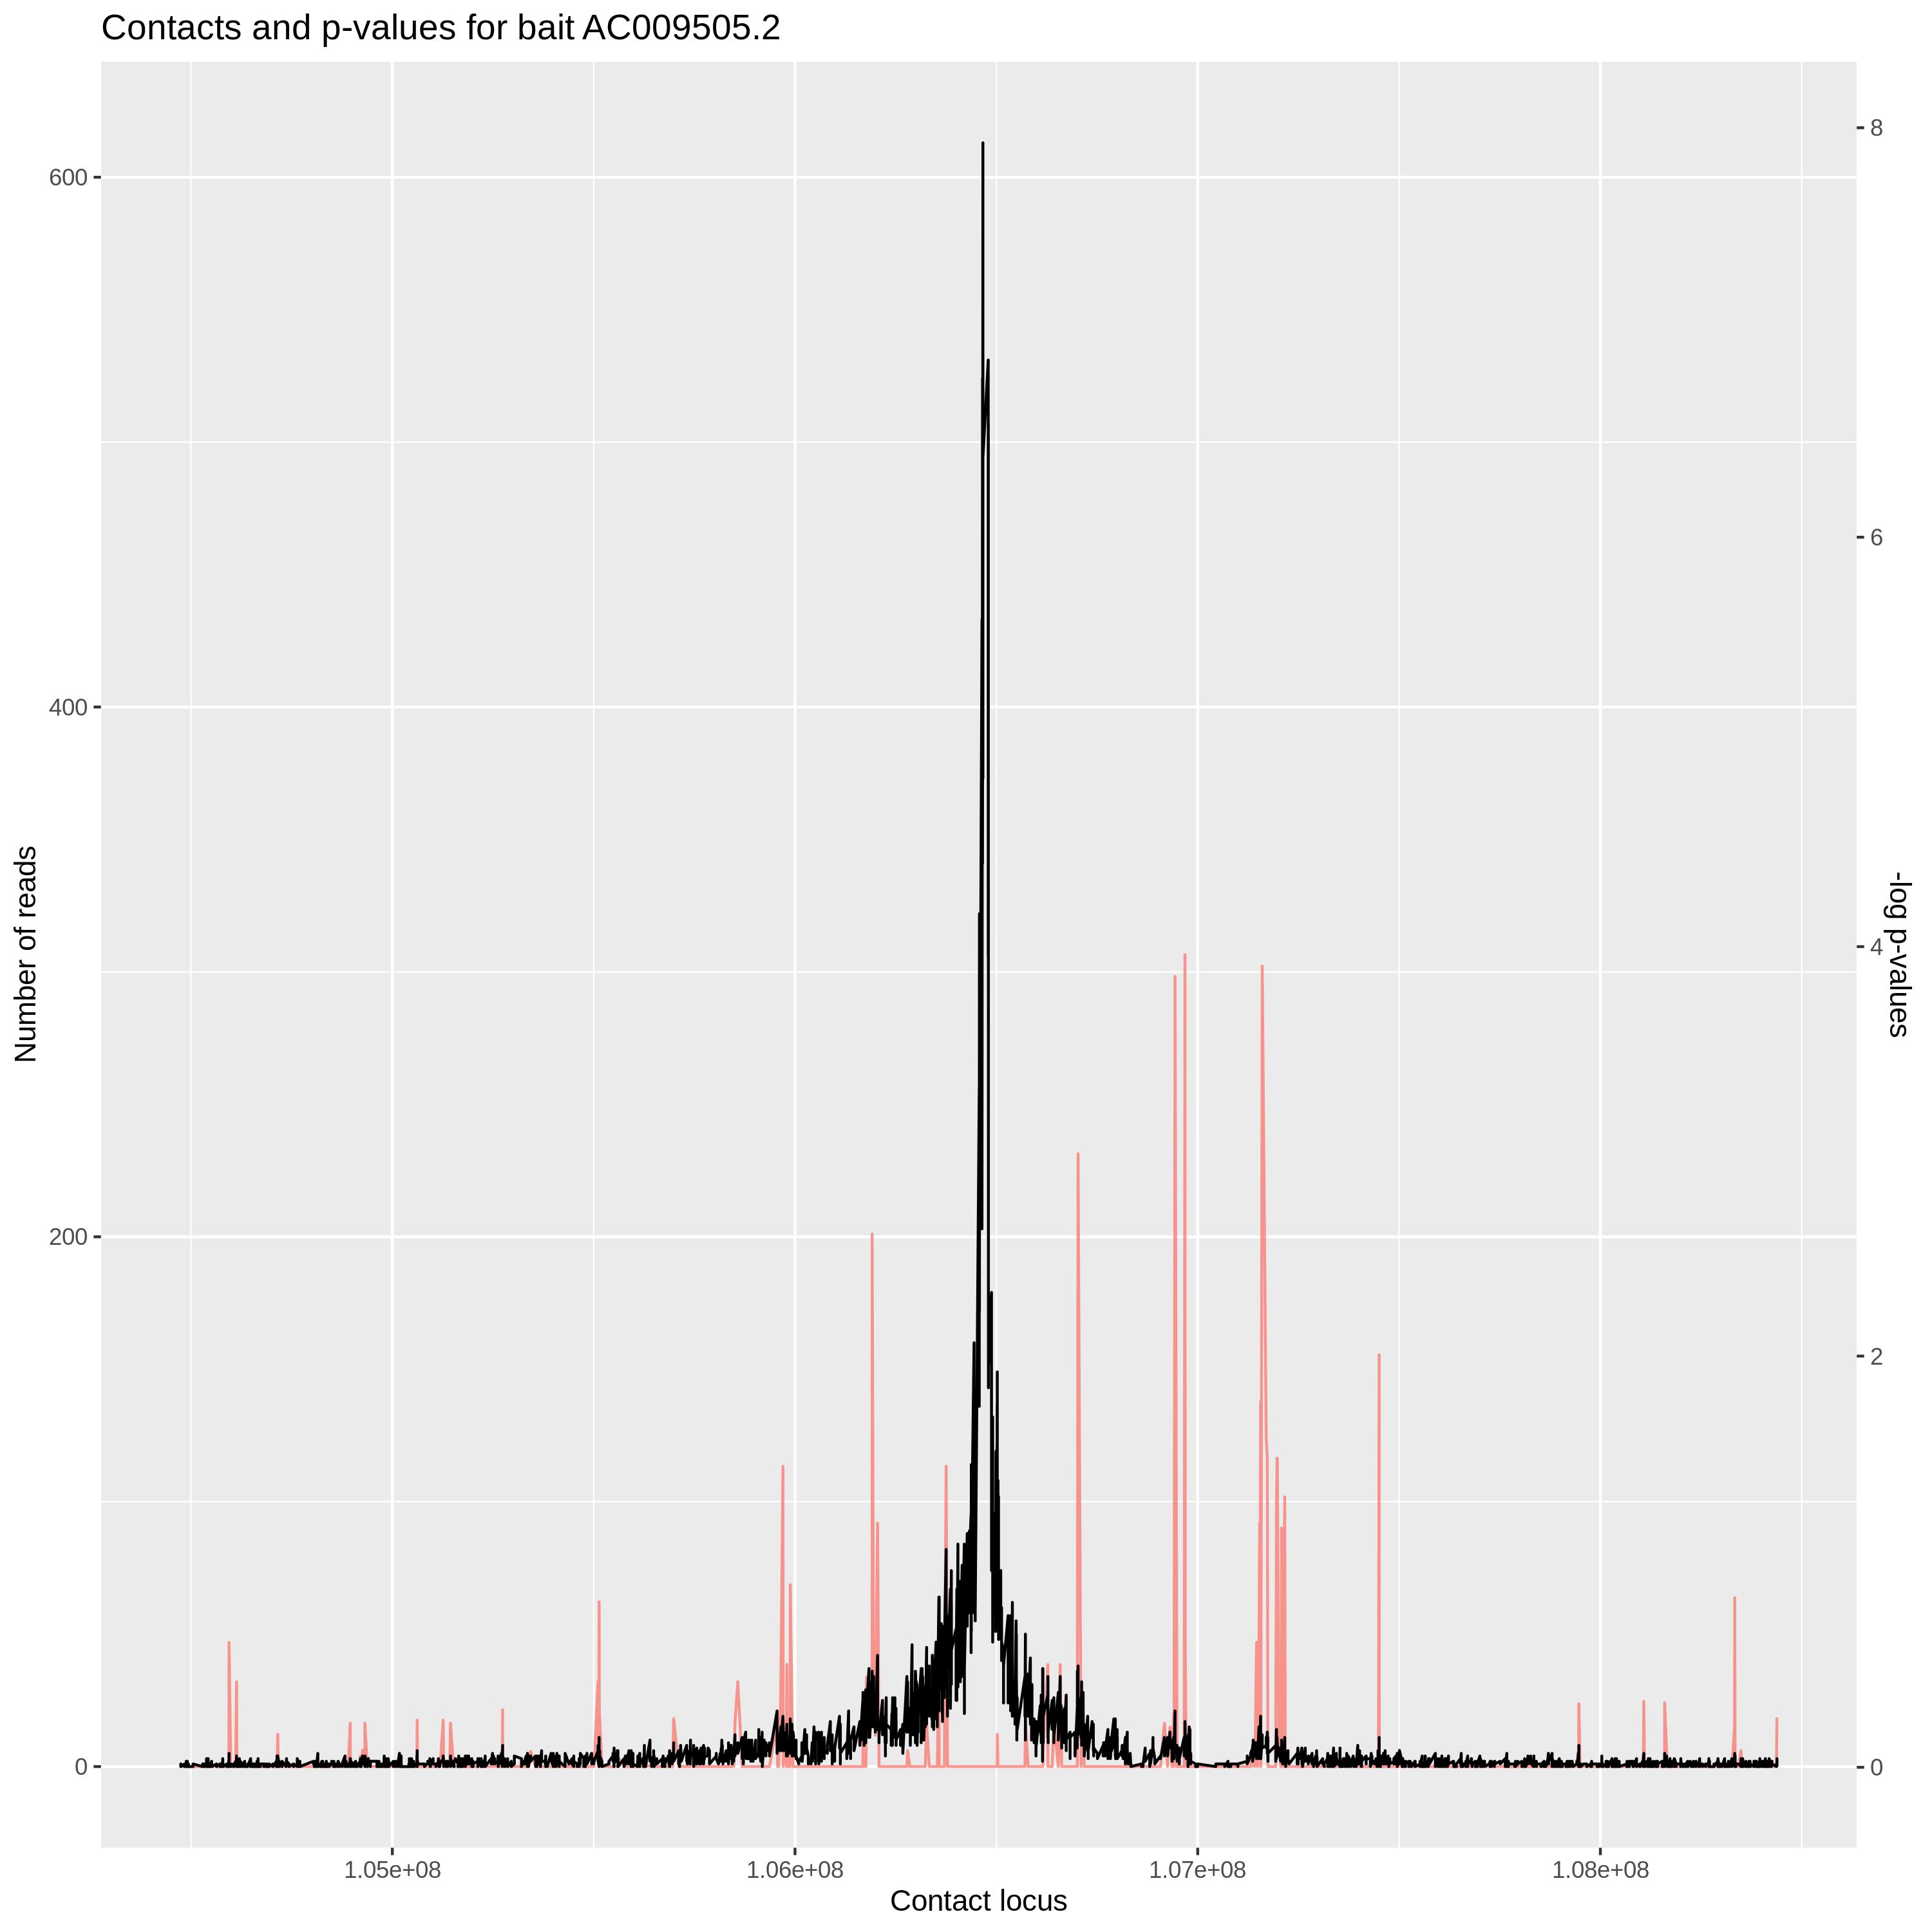 Contacts and p-values for bait AC009505.2
600
400
200
0
Number of reads
8
6
4
2
0
-log p-values
1.05e+08
1.06e+08
1.07e+08
1.08e+08
Contact locus